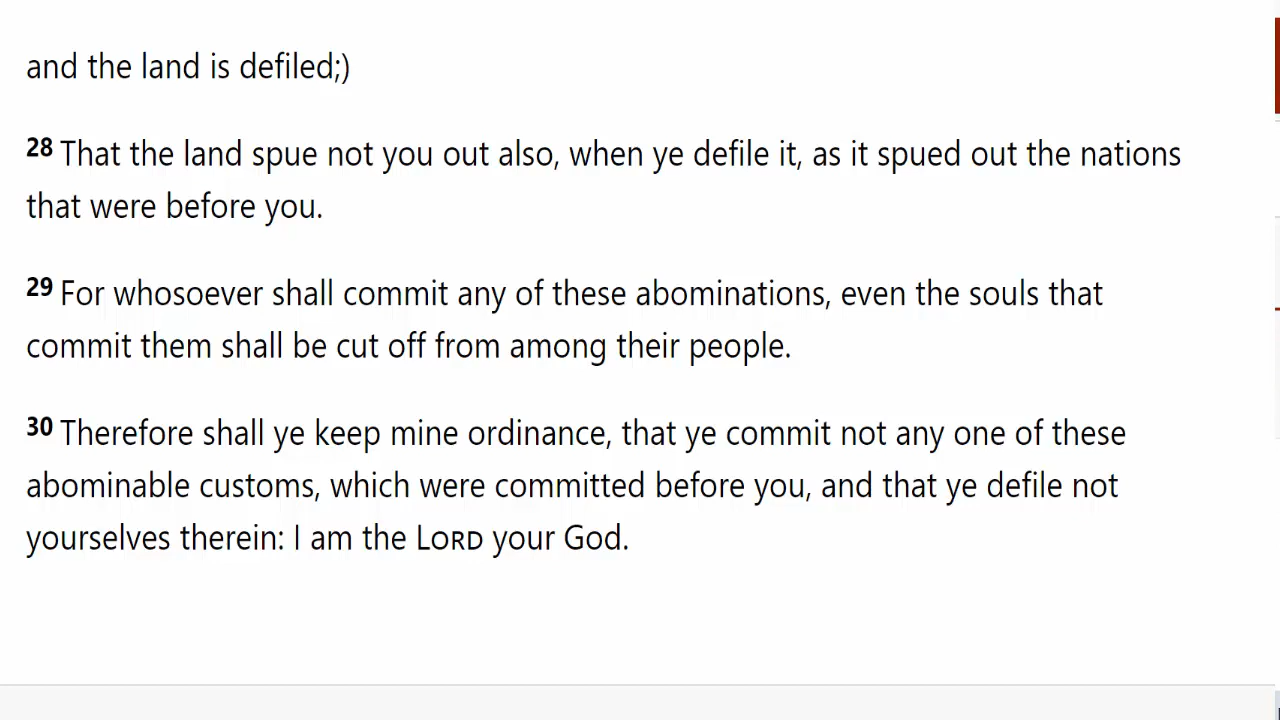 and the land is defiled;)
28 That the land spue not you out also, when ye defile it, as it spued out the nations
that were before you.
29 For whosoever shall commit any of these abominations, even the souls that
commit them shall be cut off from among their people.
30 Therefore shall ye keep mine ordinance, that ye commit not any one of these
abominable customs, which were committed before you, and that ye defile not
yourselves therein: I am the LORD your God.